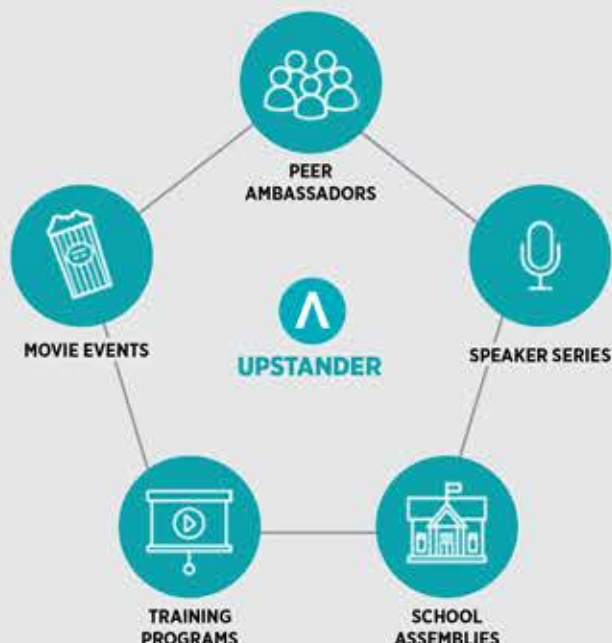 PEER
AMBASSADORS
MOVIE EVENTS
SPEAKER SERIES
UPSTANDER
TRAINING
PROGRAMS
SCHOOL
ASSEMBLIES